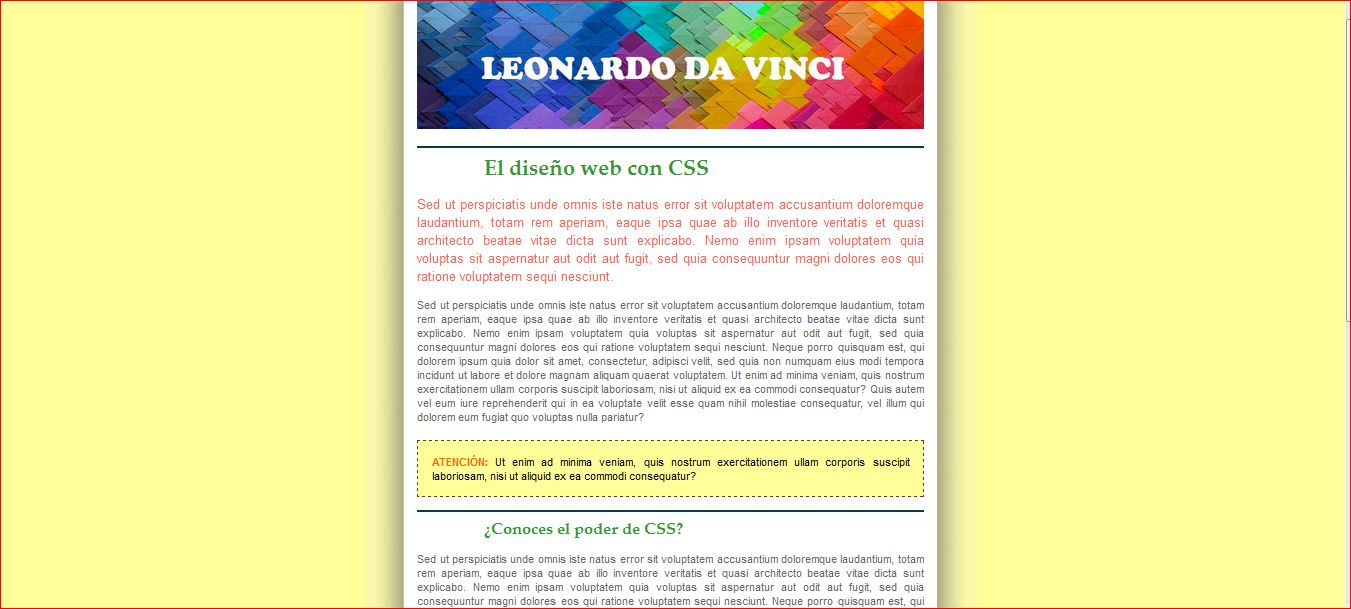 LEONARDO DA VINCI
El diseño web con CSS
Sed ut perspiciatis unde omnis iste natus error sit voluptatem accusantium doloremque
laudantium, totam rem aperiam, eaque ipsa quae ab illo inventore veritatis et quasi
architecto beatae vitae dicta sunt explicabo. Nemo enim ipsam voluptatem quia
voluptas sit aspernatur aut odit aut fugit, sed quia consequuntur magni dolores eos qui
ratione voluptatem sequi nesciunt.
Sed ut perspiciatis unde omnis iste natus error sit voluptatem accusantium doloremque laudantium, totam
rem aperiam, eaque ipsa quae ab illo inventore veritatis et quasi architecto beatae vitae dicta sunt
explicabo. Nemo enim ipsam voluptatem quia voluptas sit aspernatur aut odit aut fugit, sed quia
consequuntur magni dolores eos qui ratione voluptatem sequi nesciunt. Neque porro quisquam est, qui
dolorem ipsum quia dolor sit amet, consectetur, adipisci velit, sed quia non numquam eius modi tempora
incidunt ut labore et dolore magnam aliquam quaerat voluptatem. Ut enim ad minima veniam, quis nostrum
exercitationem ullam corporis suscipit laboriosam, nisi ut aliquid ex ea commodi consequatur? Quis autem
vel eum iure reprehenderit qui in ea voluptate velit esse quam nihil molestiae consequatur, vel illum qui
dolorem eum fugiat quo voluptas nulla pariatur?
ATENCIÓN: Ut enim ad minima veniam, quis nostrum exercitationem ullam corporis suscipit
laboriosam, nisi ut aliquid ex ea commodi consequatur?
¿Conoces el poder de CSS?
Sed ut perspiciatis unde omnis iste natus error sit voluptatem accusantium doloremque laudantium, totam
rem aperiam, eaque ipsa quae ab illo inventore veritatis et quasi architecto beatae vitae dicta sunt
explicabo. Nemo enim ipsam voluptatem quia voluptas sit aspernatur aut odit aut fugit, sed quia
consequuntur magni dolores eos qui ratione voluptatem sequi nesciunt. Neque porro quisquam est, qui